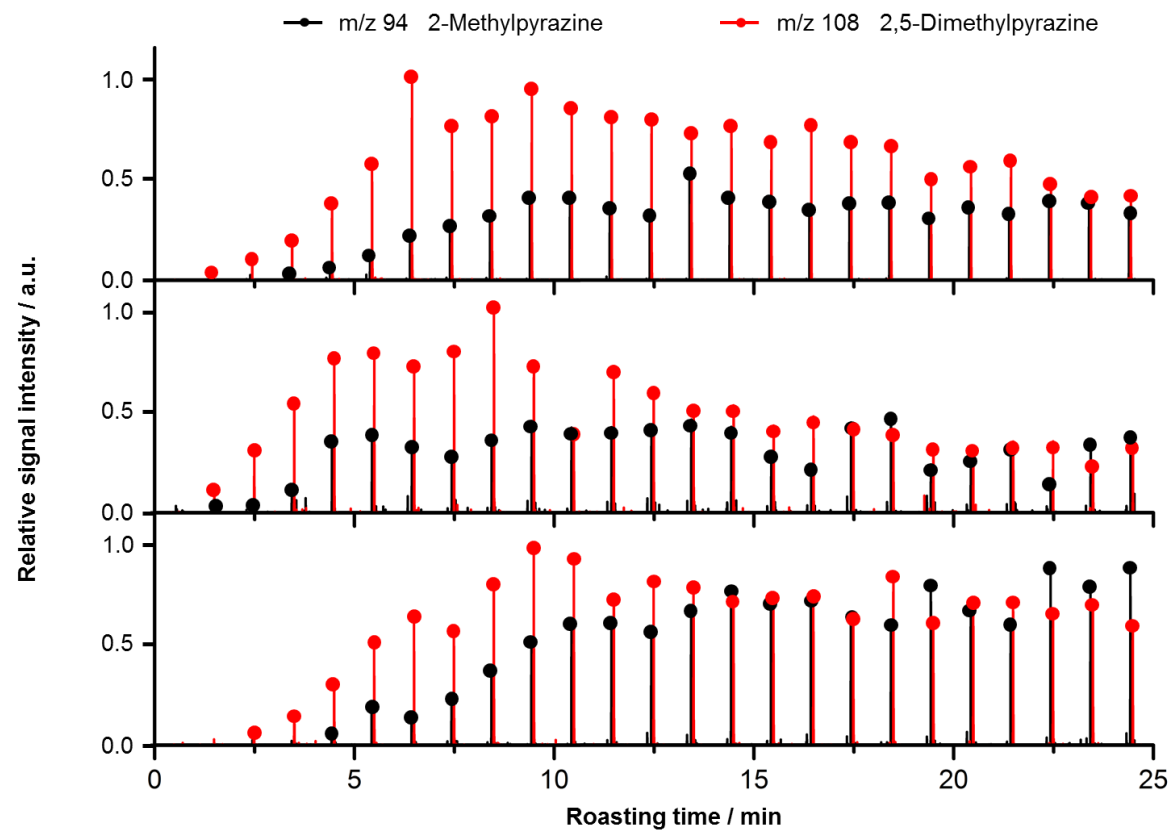 m/z 94 2-Methylpyrazine
m/z 108 2,5-Dimethylpyrazine
Relative signal intensity / a.u.
1.0
0.5
0.0
1.0
0.5
0.0
1.0
0.5
0.0
0 5 10 15 20 25
Roasting time / min